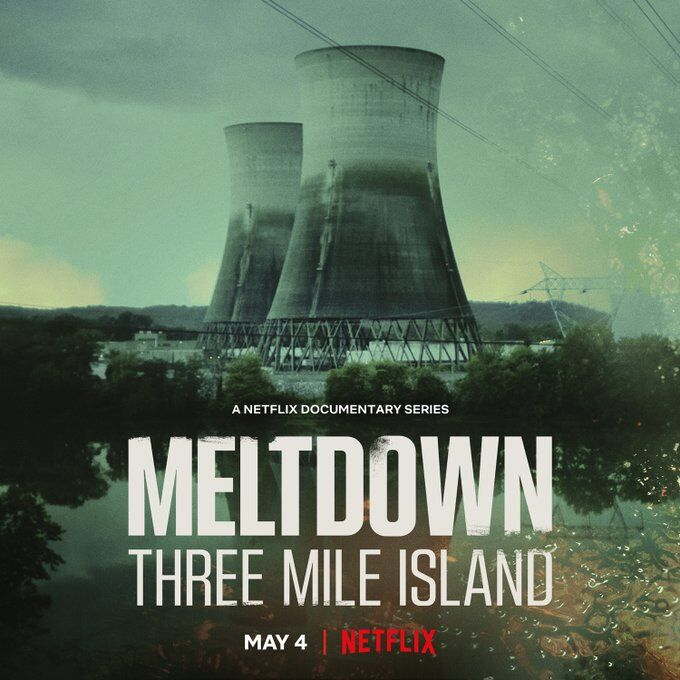 A NETFLIX DOCUMENTARY SERIES
MELTDOWN
THREE MILE ISLAND
MAY 4 | NETFLIX